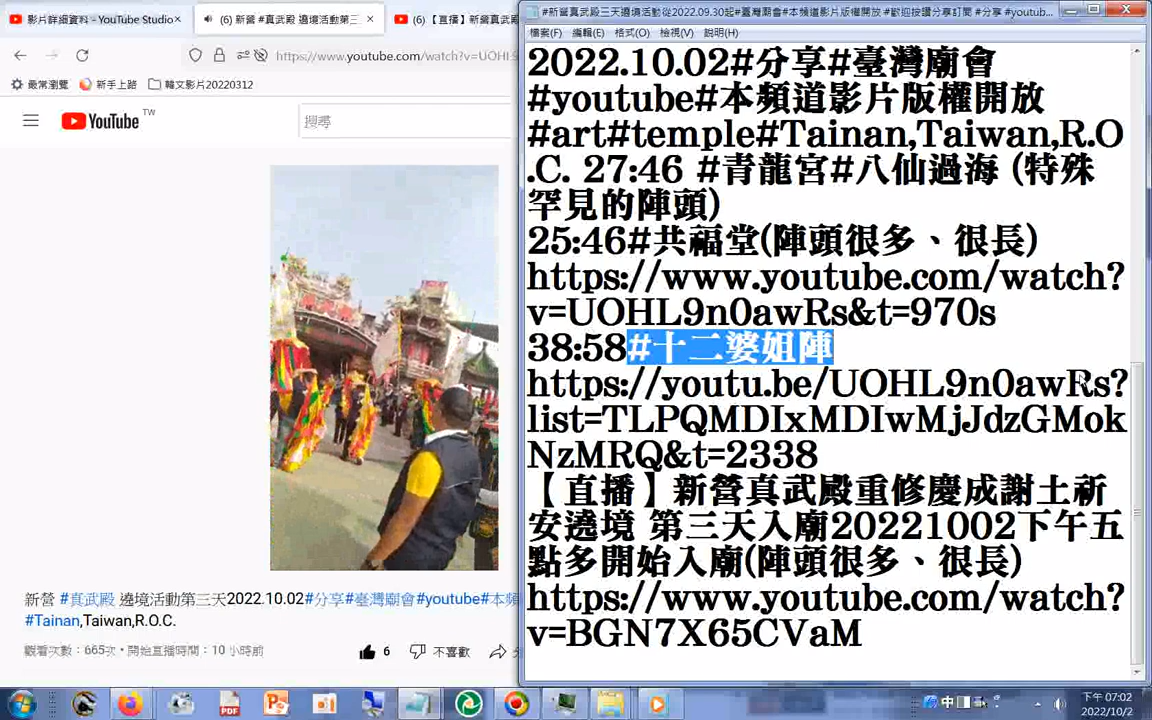 影片詳細資料 - YouTube Studio
(6) 新營 #真武殿 遶境活動第三
(6) 【直播】新營真武
https://www.youtube.com/watch?v=UOHL9
最常瀏覽
新手上路
韓文影片20220312
YouTube TW
搜尋
新營 #真武殿 遶境活動第三天2022.10.02#分享#臺灣廟會#youtube#本頻
#Tainan,Taiwan,R.O.C.
觀看次數：665次 • 開始直播時間：10 小時前
6
不喜歡
#新營真武殿三天遶境活動從2022.09.30起#臺灣廟會#本頻道影片版權開放 #歡迎按讚分享訂閱 #分享 #youtub...
檔案(F) 編輯(E) 格式(O) 檢視(V) 說明(H)
2022.10.02#分享#臺灣廟會
#youtube#本頻道影片版權開放
#art#temple#Tainan,Taiwan,R.O
.C. 27:46 #青龍宮#八仙過海 (特殊
罕見的陣頭)
25:46#共福堂(陣頭很多、很長)
https://www.youtube.com/watch?
v=UOHL9n0awRs&t=970s
38:58#十二婆姐陣
https://youtu.be/UOHL9n0awRs?
list=TLPQMDIxMDIwMjJdzGMok
NzMRQ&t=2338
【直播】新營真武殿重修慶成謝土祈
安遶境 第三天入廟20221002下午五
點多開始入廟(陣頭很多、很長)
https://www.youtube.com/watch?
v=BGN7X65CVaM
中
下午 07:02
2022/10/2